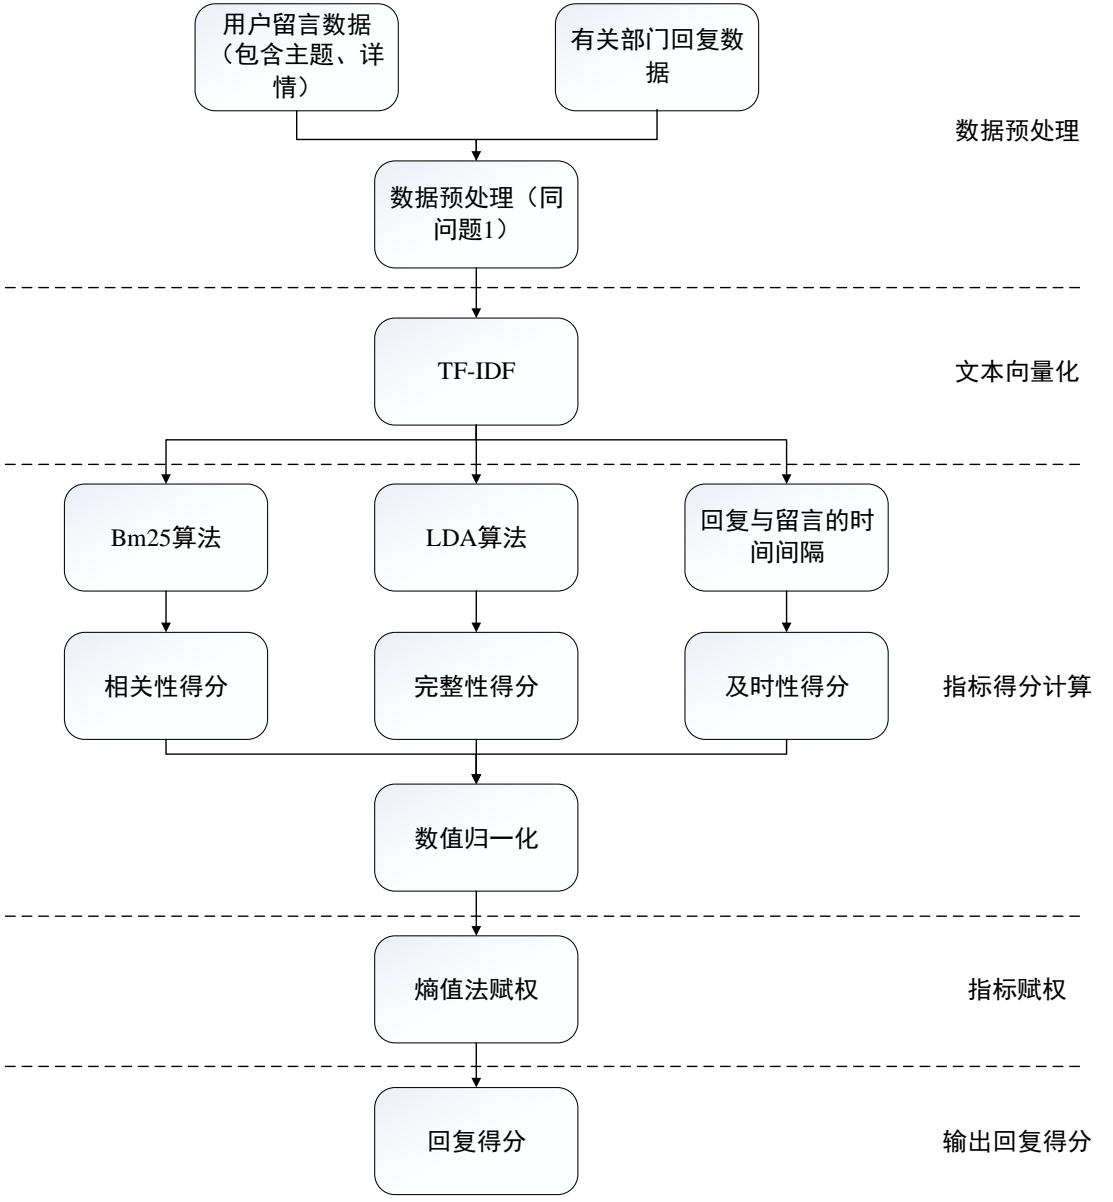 用户留言数据
（包含主题、详
情）
有关部门回复数
据
数据预处理
数据预处理（同
问题1）
TF-IDF
文本向量化
Bm25算法
LDA算法
回复与留言的时
间间隔
相关性得分
完整性得分
及时性得分
指标得分计算
数值归一化
熵值法赋权
指标赋权
回复得分
输出回复得分